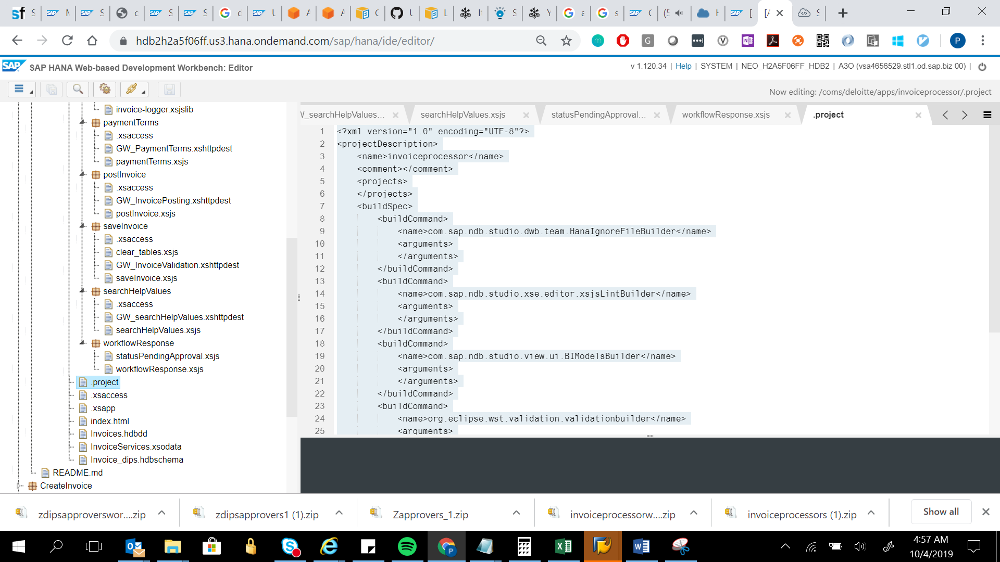 hdb2h2a5f06ff.us3.hana.ondemand.com/sap/hana/ide/editor/
SAP SAP HANA Web-based Development Workbench: Editor
v 1.120.34 | Help | SYSTEM | NEO_H2A5F06FF_HDB2 | A3O (vsa4656529.stl1.od.sap.biz 00) |
Now editing: /coms/deloitte/apps/invoiceprocessor/.project
invoice-logger.xsjslib
paymentTerms
.xsaccess
GW_PaymentTerms.xshttpdest
paymentTerms.xsjs
postInvoice
.xsaccess
GW_InvoicePosting.xshttpdest
postInvoice.xsjs
saveInvoice
.xsaccess
clear_tables.xsjs
GW_InvoiceValidation.xshttpdest
saveInvoice.xsjs
searchHelpValues
.xsaccess
GW_searchHelpValues.xshttpdest
searchHelpValues.xsjs
workflowResponse
statusPendingApproval.xsjs
workflowResponse.xsjs
.project
.xsaccess
.xsapp
index.html
Invoices.hdbdd
InvoiceServices.xsodata
Invoice_dips.hdbschema
README.md
CreateInvoice
W_searchHelpValues... searchHelpValues.xsjs statusPendingApproval... workflowResponse.xsjs .project
1 <?xml version="1.0" encoding="UTF-8"?>
2 <projectDescription>
3 <name>invoiceprocessor</name>
4 <comment></comment>
5 <projects>
6 </projects>
7 <buildSpec>
8 <buildCommand>
9 <name>com.sap.ndb.studio.dwb.team.HanaIgnoreFileBuilder</name>
10 <arguments>
11 </arguments>
12 </buildCommand>
13 <buildCommand>
14 <name>com.sap.ndb.studio.xse.editor.xsjsLintBuilder</name>
15 <arguments>
16 </arguments>
17 </buildCommand>
18 <buildCommand>
19 <name>com.sap.ndb.studio.view.ui.BIModelsBuilder</name>
20 <arguments>
21 </arguments>
22 </buildCommand>
23 <buildCommand>
24 <name>org.eclipse.wst.validation.validationbuilder</name>
25 <arguments>
zdipsapproverswor....zip zdipsapprovers1 (1).zip Zapprovers_1.zip invoiceprocessorw....zip invoiceprocessors (1).zip Show all
4:57 AM
10/4/2019